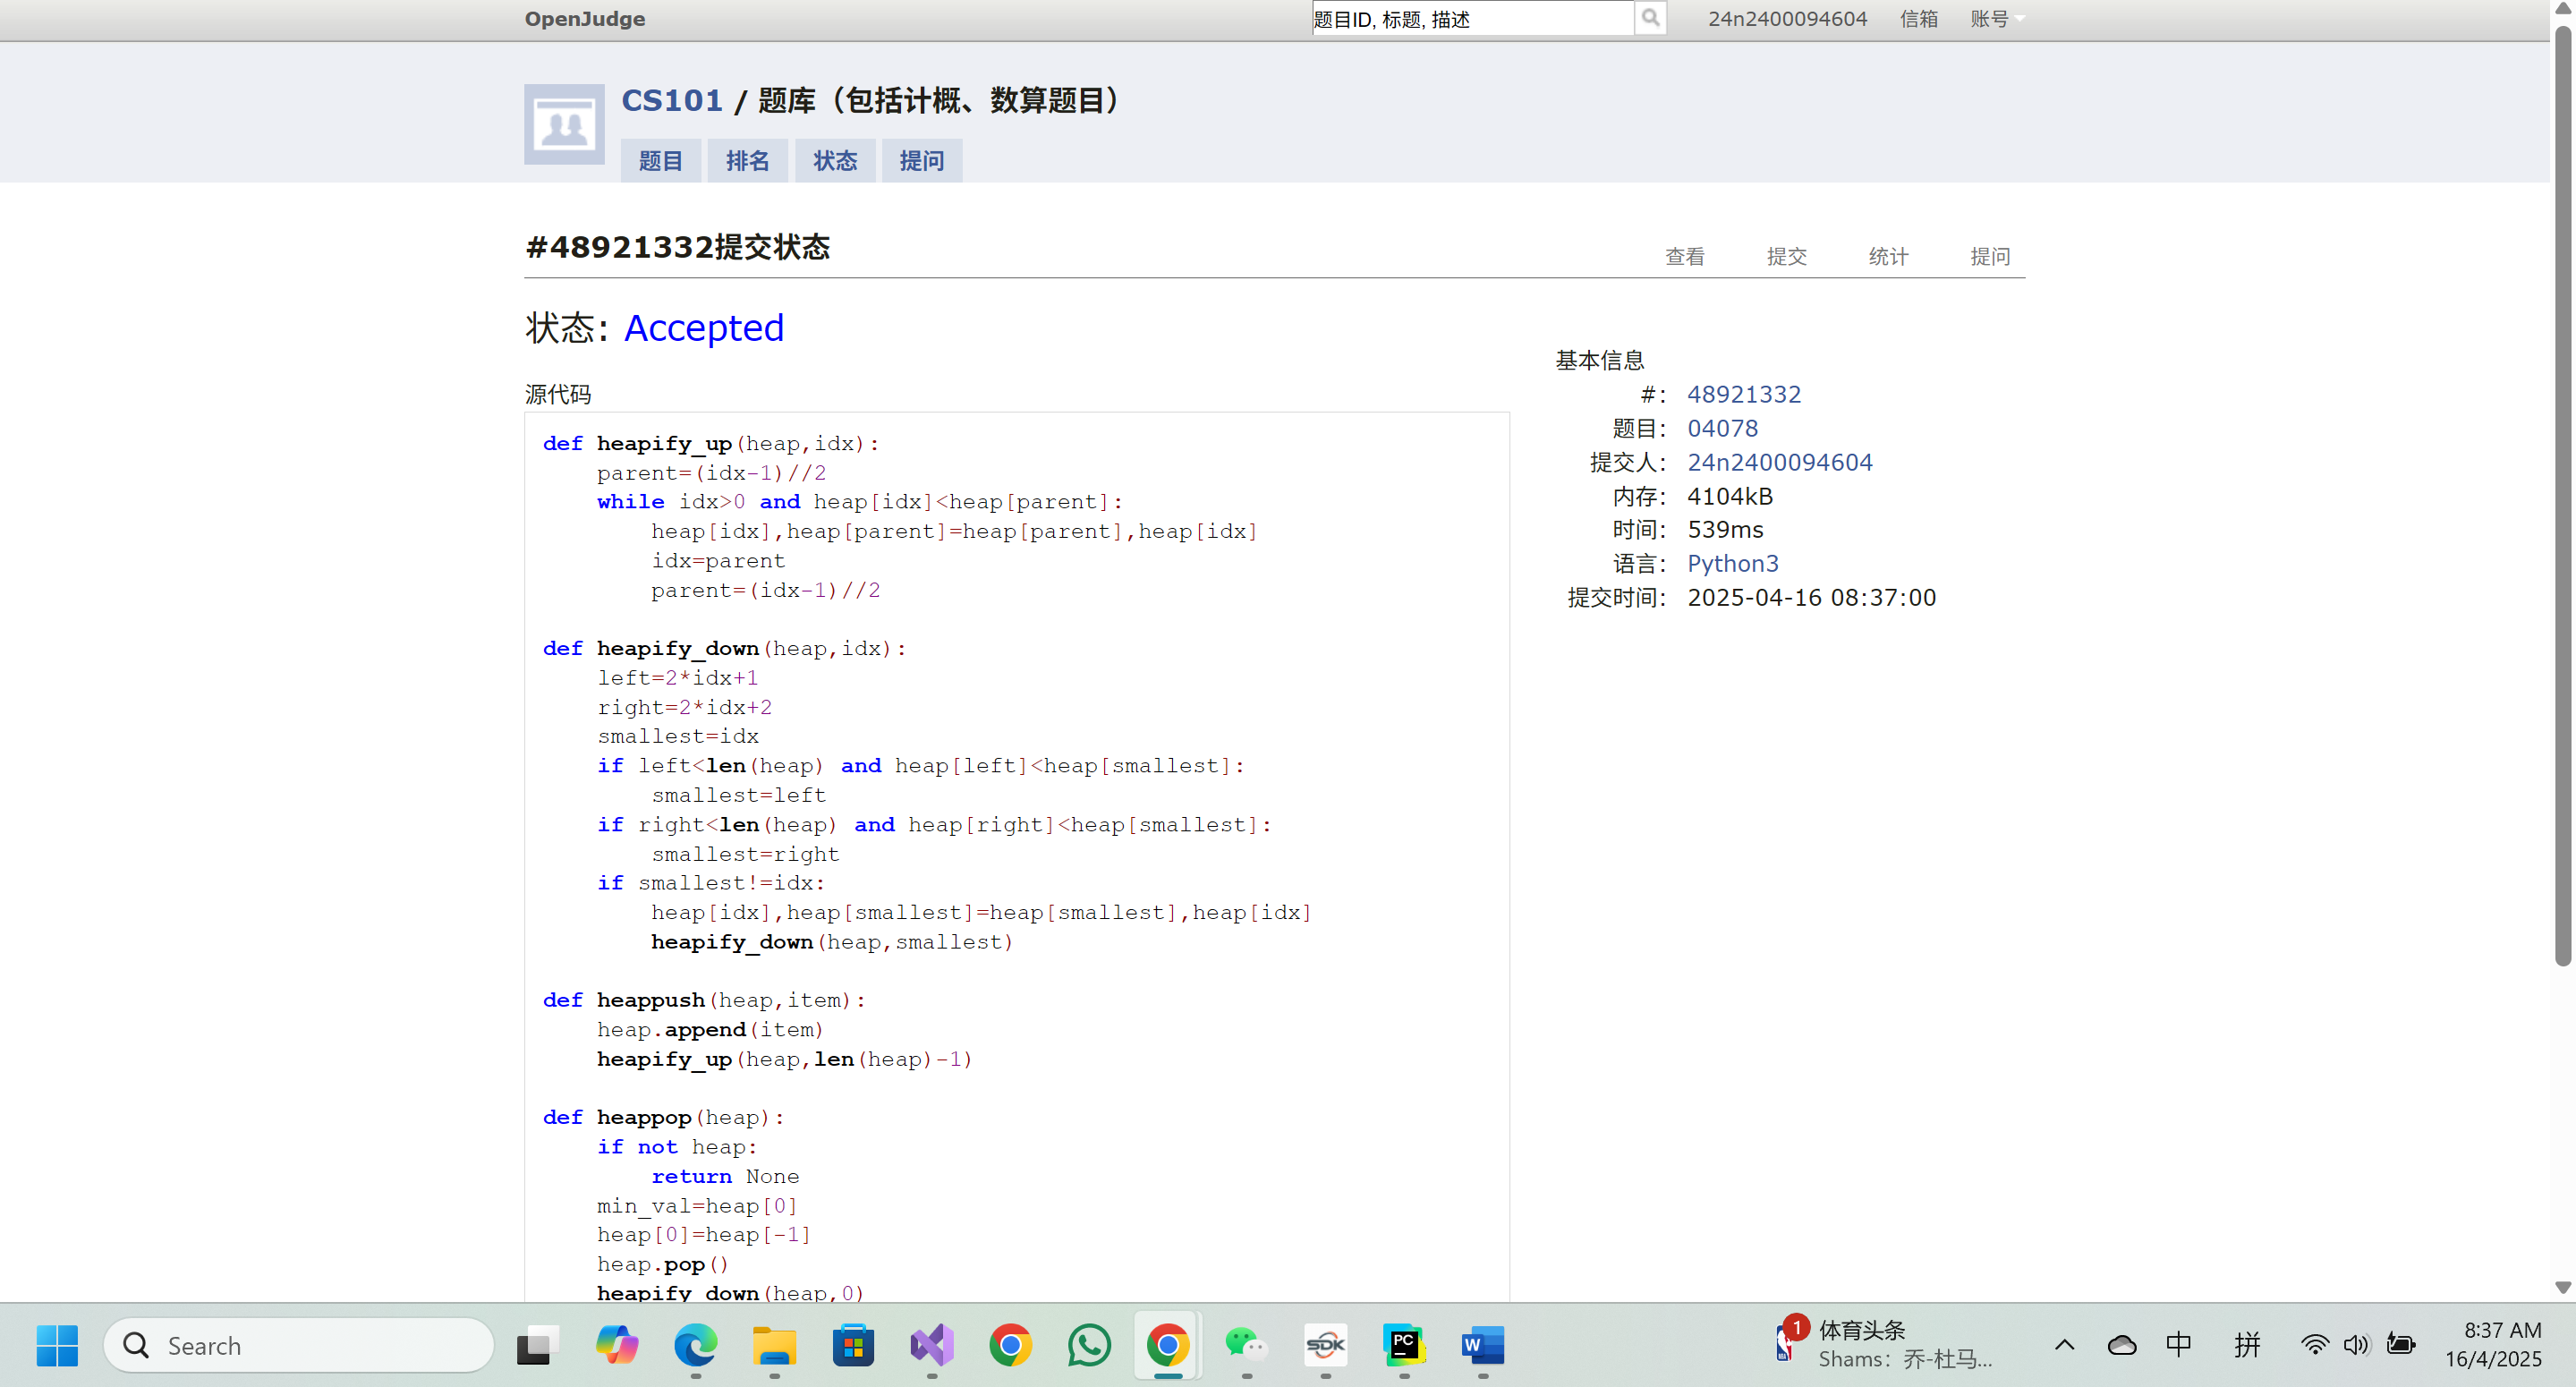 OpenJudge
题目ID, 标题, 描述
24n2400094604 信箱 账号
CS101 / 题库（包括计概、数算题目）
题目 排名 状态 提问
#48921332提交状态
查看 提交 统计 提问
状态: Accepted
源代码
def heapify_up(heap,idx):
    parent=(idx-1)//2
    while idx>0 and heap[idx]<heap[parent]:
        heap[idx],heap[parent]=heap[parent],heap[idx]
        idx=parent
        parent=(idx-1)//2
def heapify_down(heap,idx):
    left=2*idx+1
    right=2*idx+2
    smallest=idx
    if left<len(heap) and heap[left]<heap[smallest]:
        smallest=left
    if right<len(heap) and heap[right]<heap[smallest]:
        smallest=right
    if smallest!=idx:
        heap[idx],heap[smallest]=heap[smallest],heap[idx]
        heapify_down(heap,smallest)
def heappush(heap,item):
    heap.append(item)
    heapify_up(heap,len(heap)-1)
def heappop(heap):
    if not heap:
        return None
    min_val=heap[0]
    heap[0]=heap[-1]
    heap.pop()
    heapify_down(heap,0)
基本信息
#: 48921332
题目: 04078
提交人: 24n2400094604
内存: 4104kB
时间: 539ms
语言: Python3
提交时间: 2025-04-16 08:37:00
Search
SDK
PC
W
1
体育头条
Shams：乔-杜马...
中
拼
8:37 AM
16/4/2025